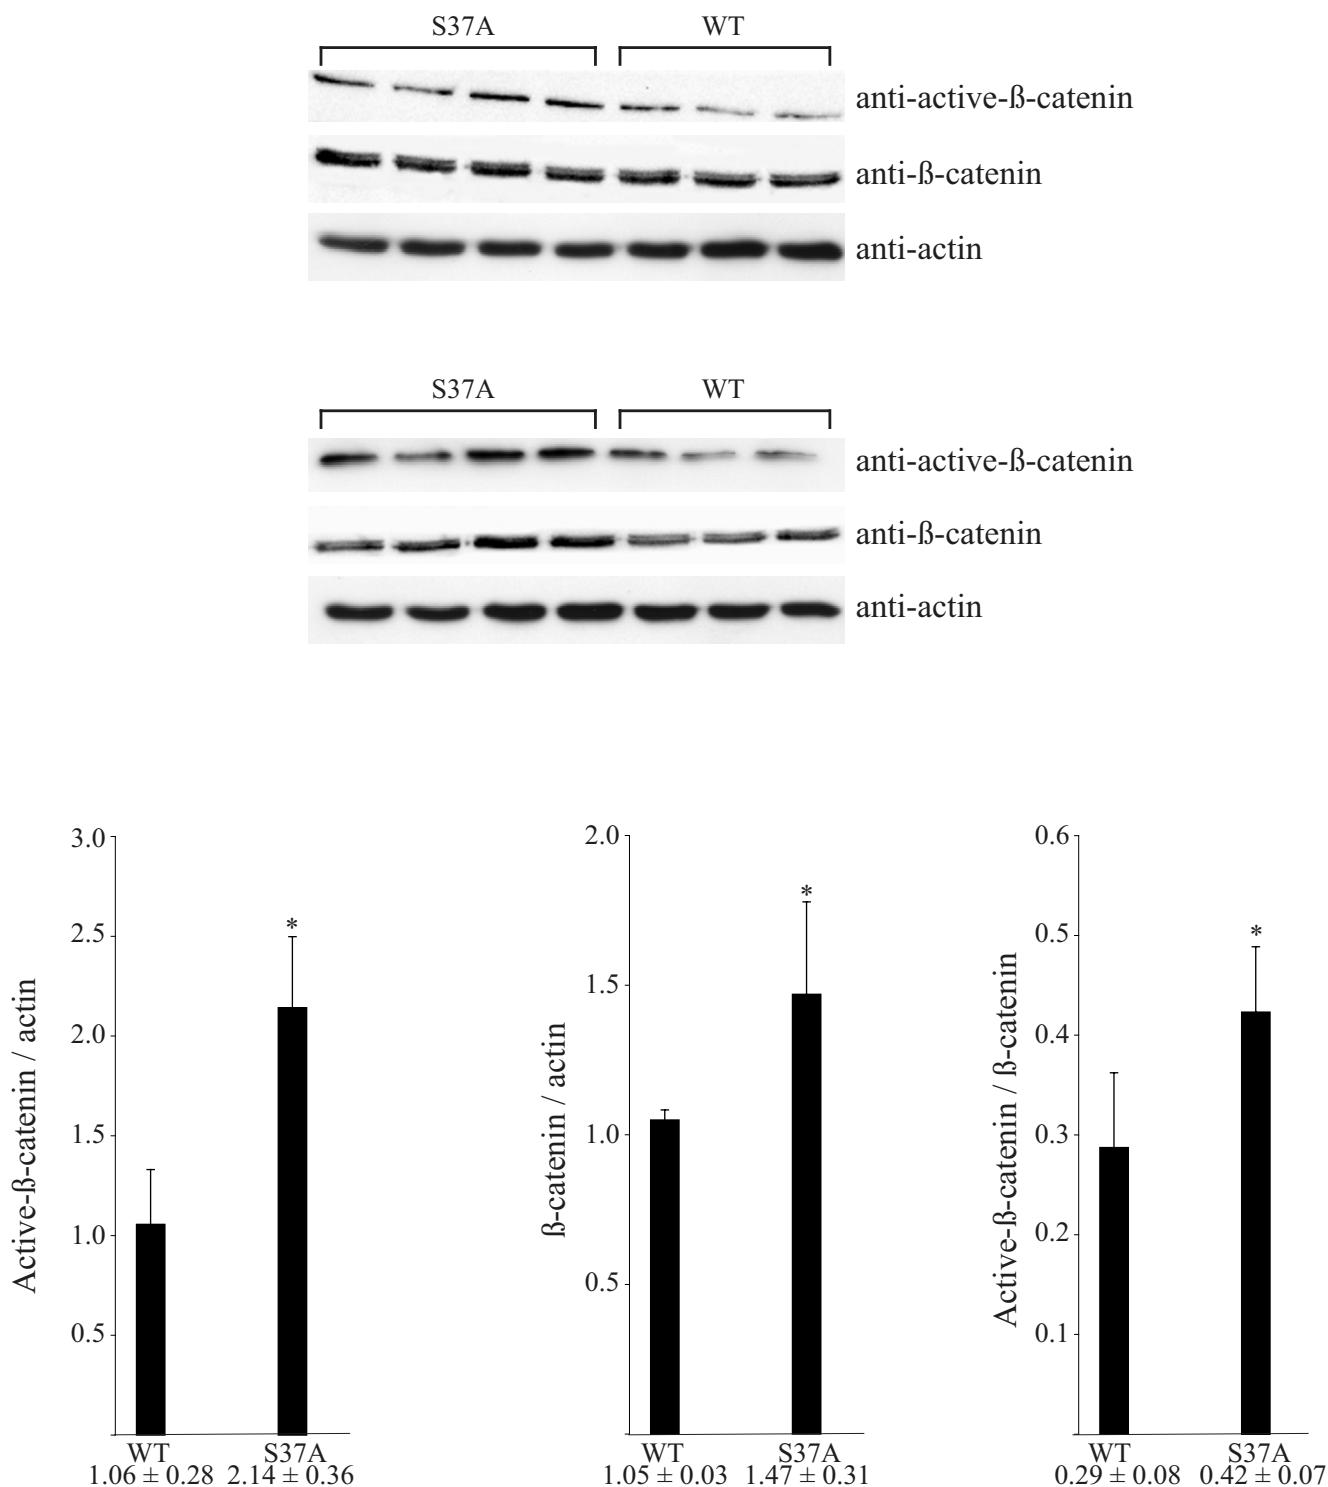 S37A WT
anti-active-ß-catenin
anti-ß-catenin
anti-actin
S37A WT
anti-active-ß-catenin
anti-ß-catenin
anti-actin
Active-ß-catenin / actin
3.0
2.5
2.0
1.5
1.0
0.5
*
WT S37A
1.06 ± 0.28 2.14 ± 0.36
ß-catenin / actin
2.0
1.5
1.0
0.5
*
WT S37A
1.05 ± 0.03 1.47 ± 0.31
Active-ß-catenin / ß-catenin
0.6
0.5
0.4
0.3
0.2
0.1
*
WT S37A
0.29 ± 0.08 0.42 ± 0.07